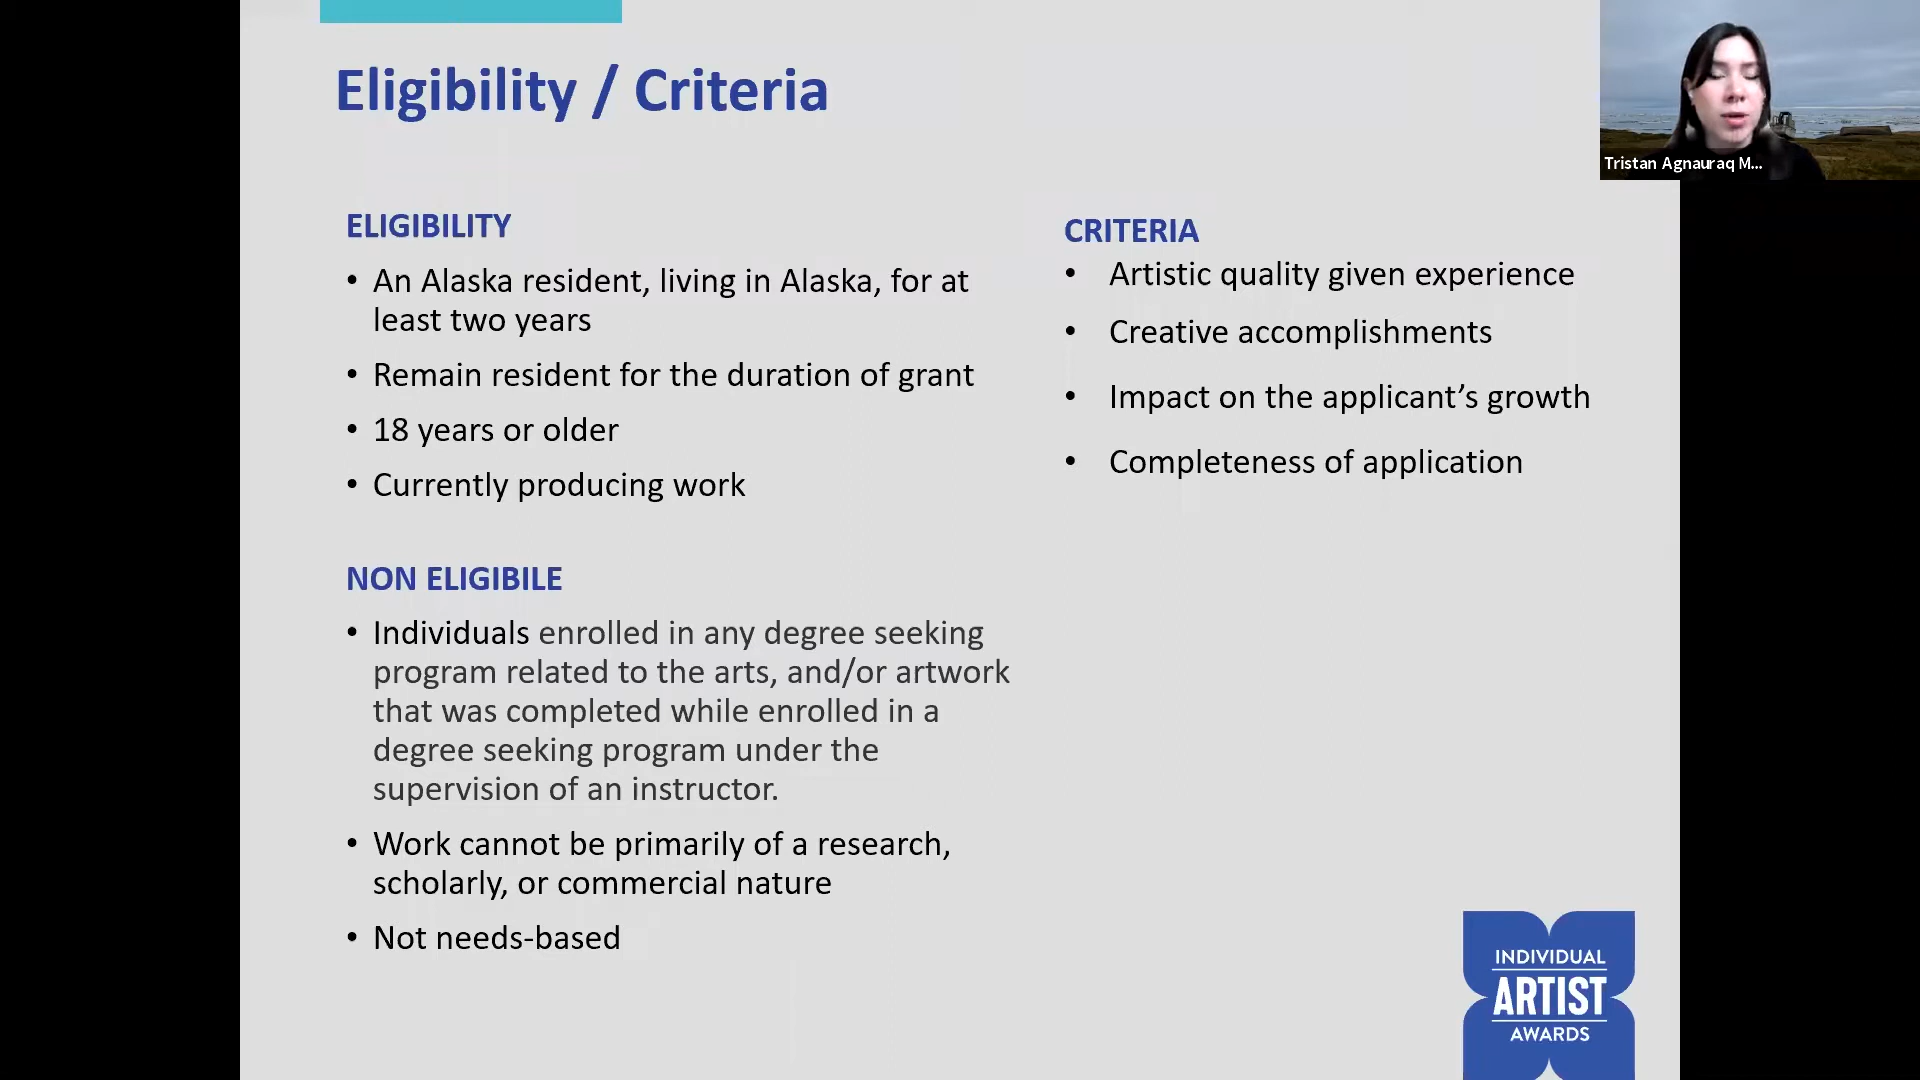 Eligibility / Criteria
ELIGIBILITY
• An Alaska resident, living in Alaska, for at
least two years
• Remain resident for the duration of grant
• 18 years or older
• Currently producing work
NON ELIGIBILE
• Individuals enrolled in any degree seeking
program related to the arts, and/or artwork
that was completed while enrolled in a
degree seeking program under the
supervision of an instructor.
• Work cannot be primarily of a research,
scholarly, or commercial nature
• Not needs-based
CRITERIA
• Artistic quality given experience
• Creative accomplishments
• Impact on the applicant’s growth
• Completeness of application
Tristan Agnauraq M...
INDIVIDUAL
ARTIST
AWARDS